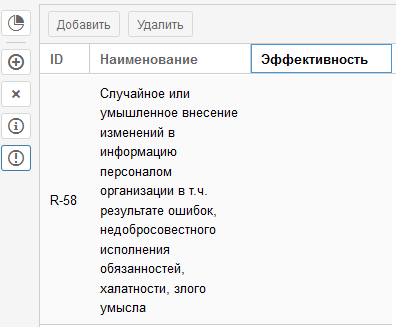 Добавить Удалить
ID Наименование Эффективность
Случайное или
умышленное внесение
изменений в
информацию
персоналом
организации в т.ч.
R-58 результате ошибок,
недобросовестного
исполнения
обязанностей,
халатности, злого
умысла